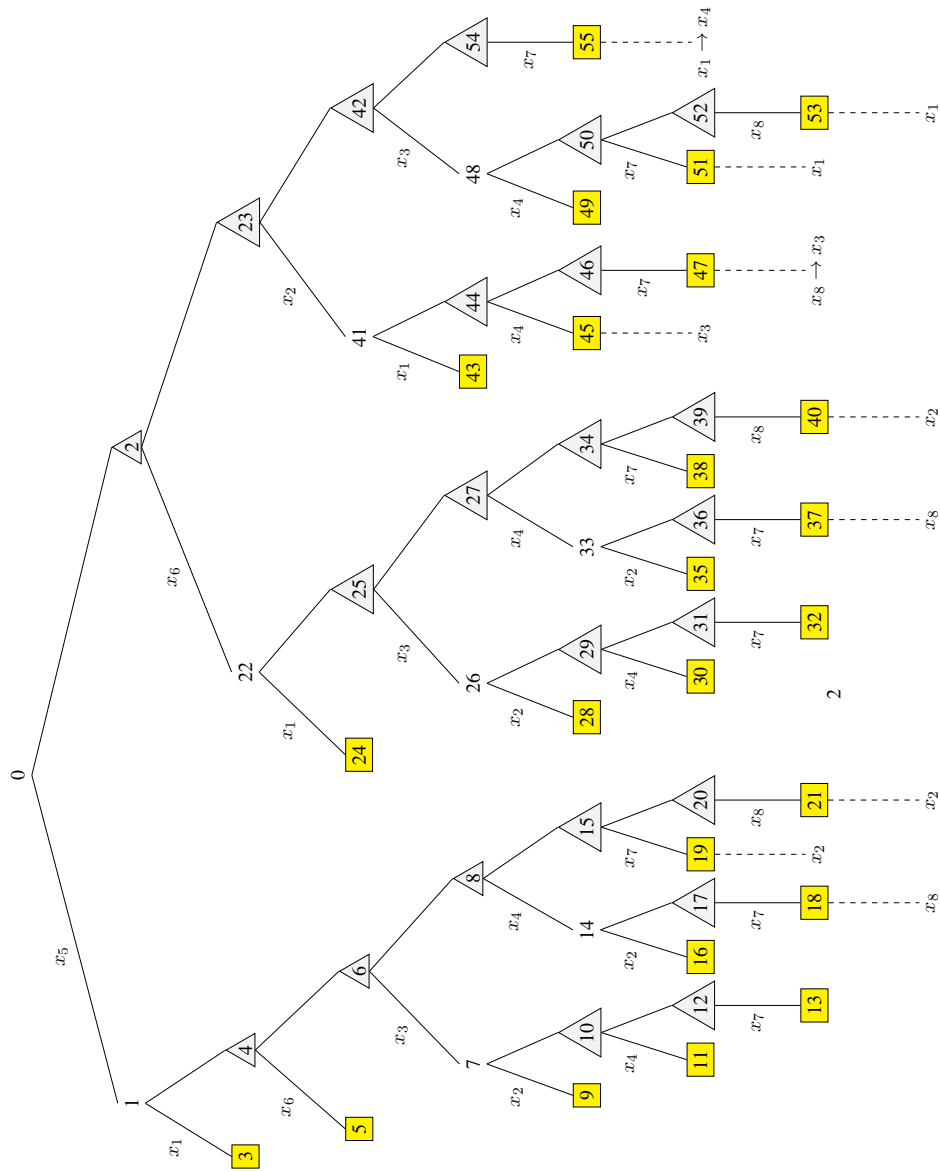 0
x₅
1 2
x₁ x₆
3 4 22 23
x₆ x₁ x₂
5 6 24 25 41 42
x₃ x₃ x₁ x₃
7 8 26 27 43 44 48 54
x₂ x₄ x₂ x₄ x₄ x₄ x₇
9 10 14 15 28 29 33 34 45 46 49 50 55
x₄ x₂ x₇ x₄ x₂ x₇ x₇ x₇
11 12 16 17 19 20 30 31 35 36 38 39 x₃ 47 51 52 x₁ → x₄
x₇ x₇ x₈ x₇ x₇ x₈ x₈
13 18 x₂ 21 32 37 40 x₈ → x₃ x₁ 53
x₈ x₂ x₈ x₂ x₁
2